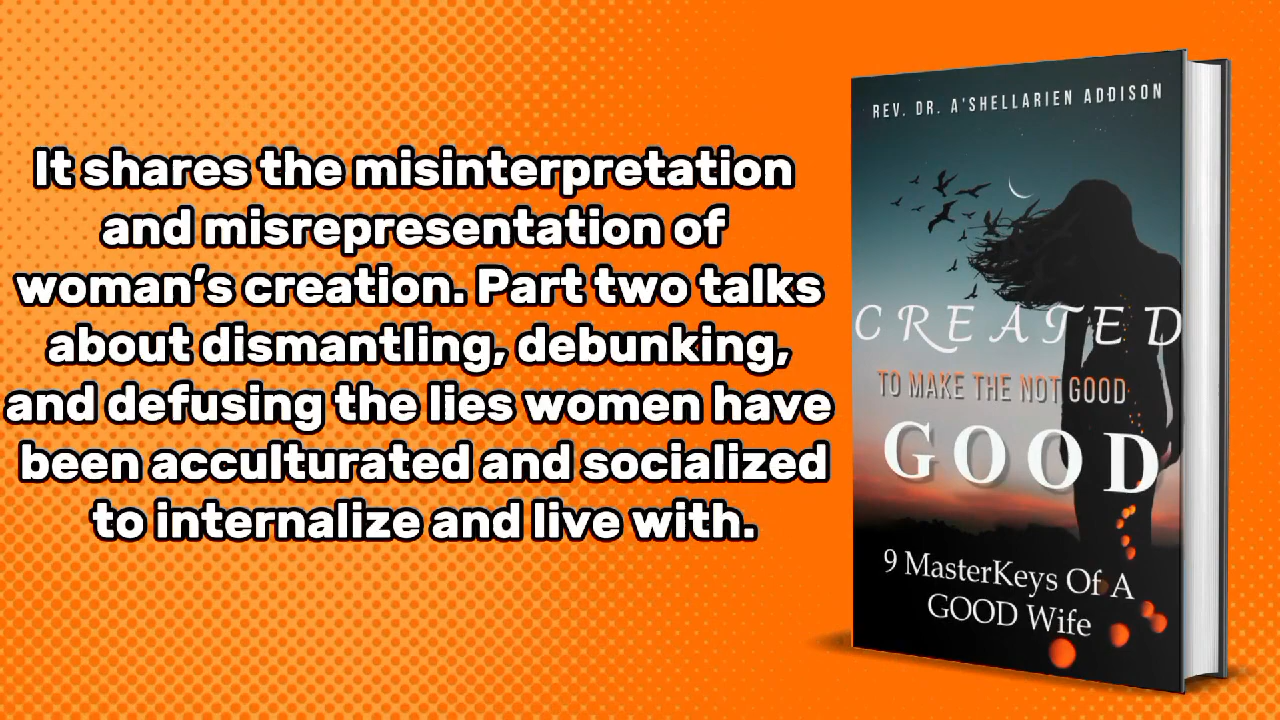 It shares the misinterpretation
and misrepresentation of
woman’s creation. Part two talks
about dismantling, debunking,
and defusing the lies women have
been acculturated and socialized
to internalize and live with.
REV. DR. A'SHELLARIEN ADDISON
CREATED
TO MAKE THE NOT GOOD
GOOD
9 MasterKeys Of A
GOOD Wife